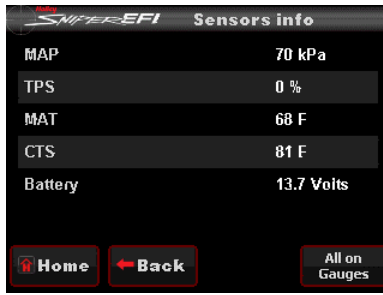 Holley
SNIPER EFI Sensors info
MAP 70 kPa
TPS 0 %
MAT 68 F
CTS 81 F
Battery 13.7 Volts
Home Back All on
Gauges